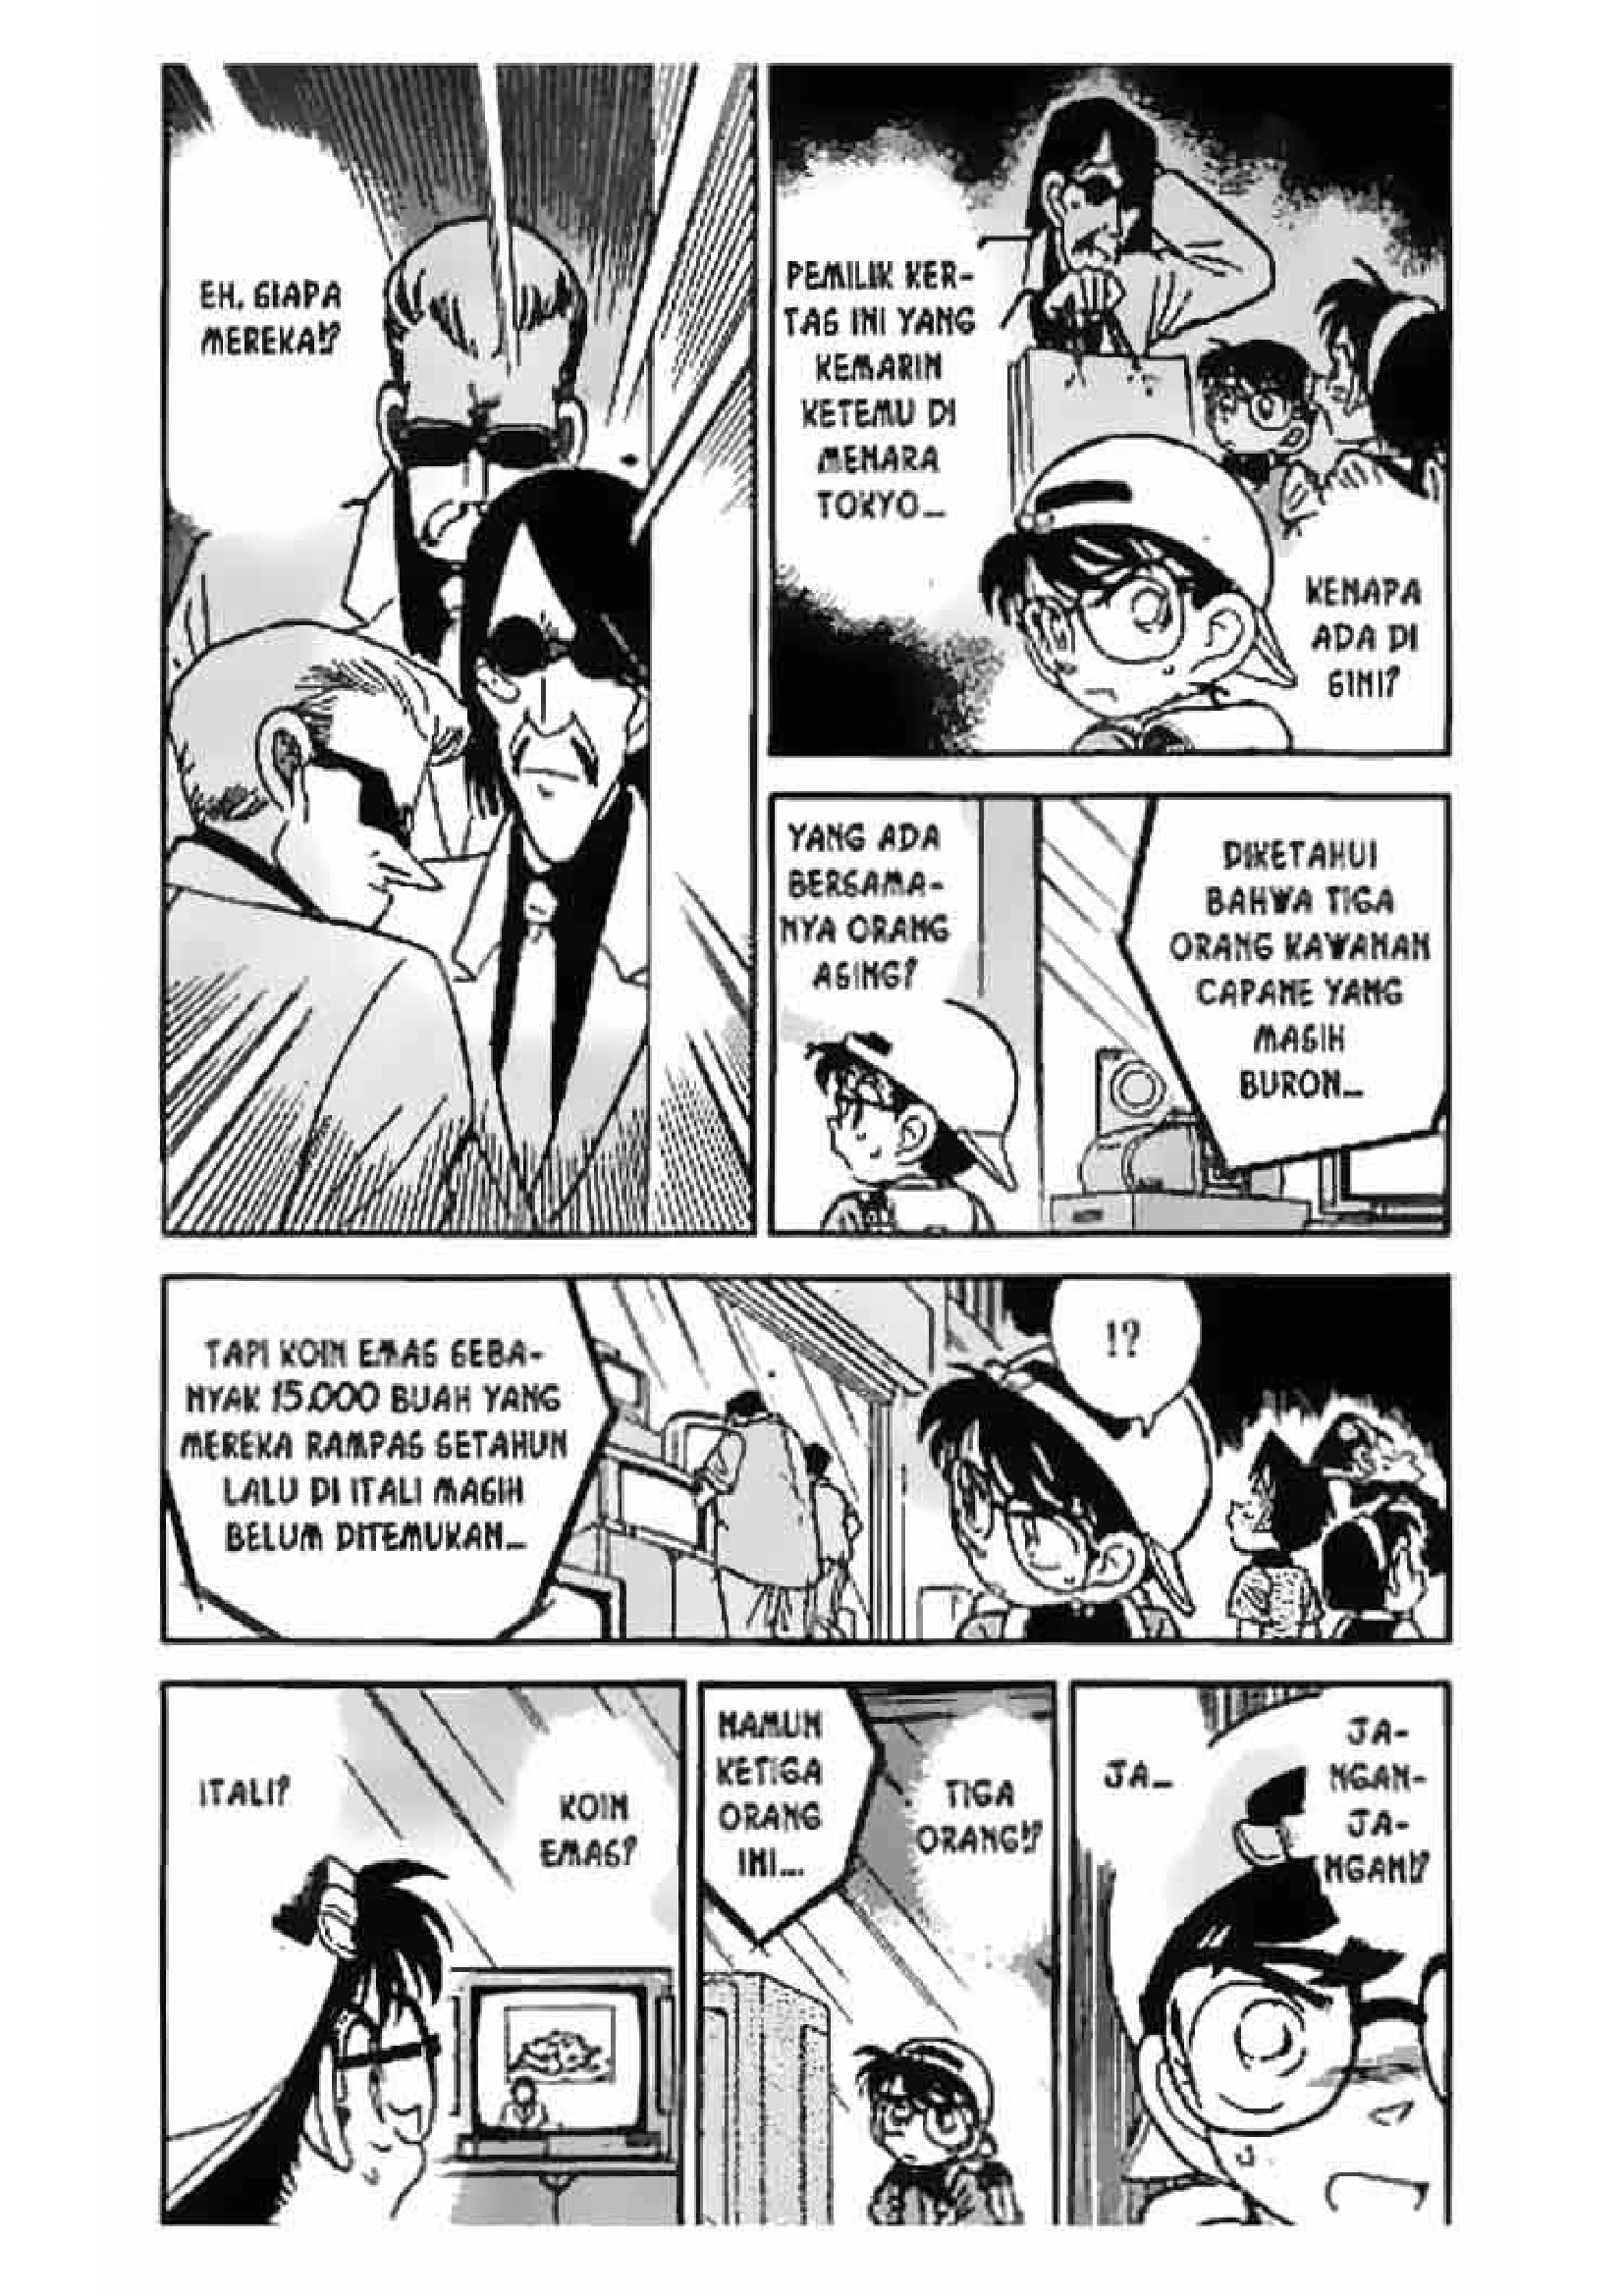 EH, SIAPA
MEREKA!?
PEMILIK KER-
TAS INI YANG
KEMARIN
KETEMU DI
MENARA
TOKYO...
KENAPA
ADA DI
SINI?
YANG ADA
BERSAMA-
NYA ORANG
ASING?
DIKETAHUI
BAHWA TIGA
ORANG KAWANAN
CAPANE YANG
MASIH
BURON...
TAPI KOIN EMAS SEBA-
NYAK 15.000 BUAH YANG
MEREKA RAMPAS SETAHUN
LALU DI ITALI MASIH
BELUM DITEMUKAN...
!?
ITALI?
KOIN
EMAS?
NAMUN
KETIGA
ORANG
INI....
TIGA
ORANG!?
JA...
JA-
NGAN-
JA-
NGAN!?